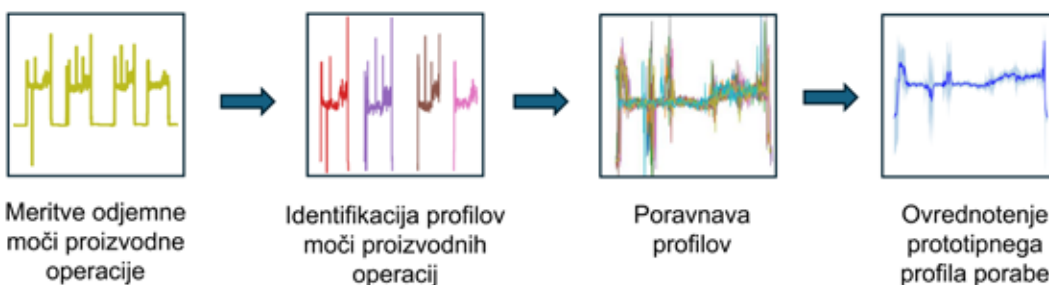 Meritve odjemne
moči proizvodne
operacije
Identifikacija profilov
moči proizvodnih
operacij
Poravnava
profilov
Ovrednotenje
prototipnega
profila porabe